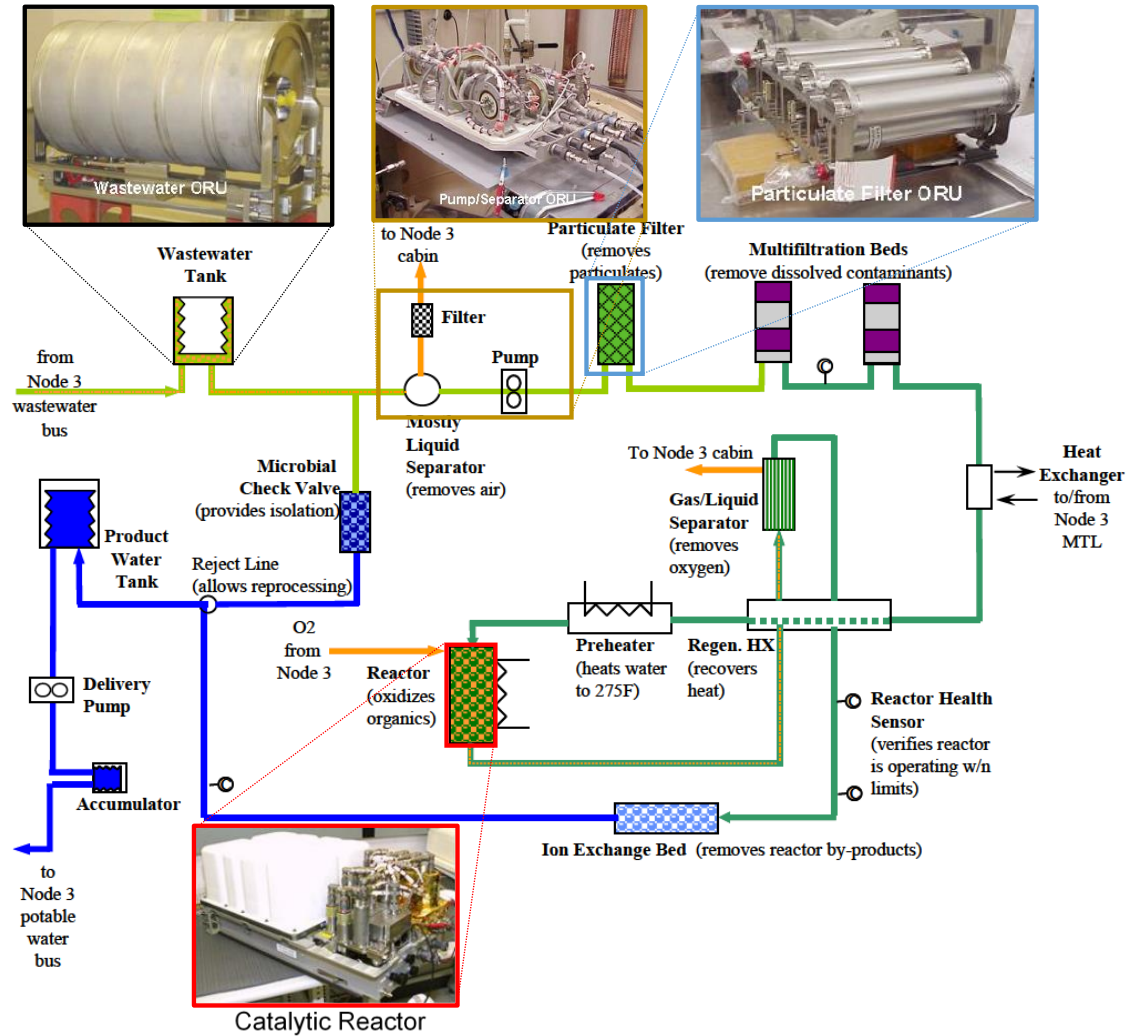 Wastewater ORU
Pump/Separator ORU
Particulate Filter ORU
Wastewater
Tank
to Node 3
cabin
Particulate Filter
(removes
particulates)
Multifiltration Beds
(remove dissolved contaminants)
Filter
Pump
from
Node 3
wastewater
bus
Mostly
Liquid
Separator
(removes air)
Microbial
Check Valve
(provides isolation)
To Node 3 cabin
Gas/Liquid
Separator
(removes
oxygen)
Heat
Exchanger
to/from
Node 3
MTL
Product
Water
Tank
Reject Line
(allows reprocessing)
O2
from
Node 3
Reactor
(oxidizes
organics)
Preheater
(heats water
to 275F)
Regen. HX
(recovers
heat)
Reactor Health
Sensor
(verifies reactor
is operating w/n
limits)
Delivery
Pump
Accumulator
to
Node 3
potable
water
bus
Ion Exchange Bed (removes reactor by-products)
Catalytic Reactor